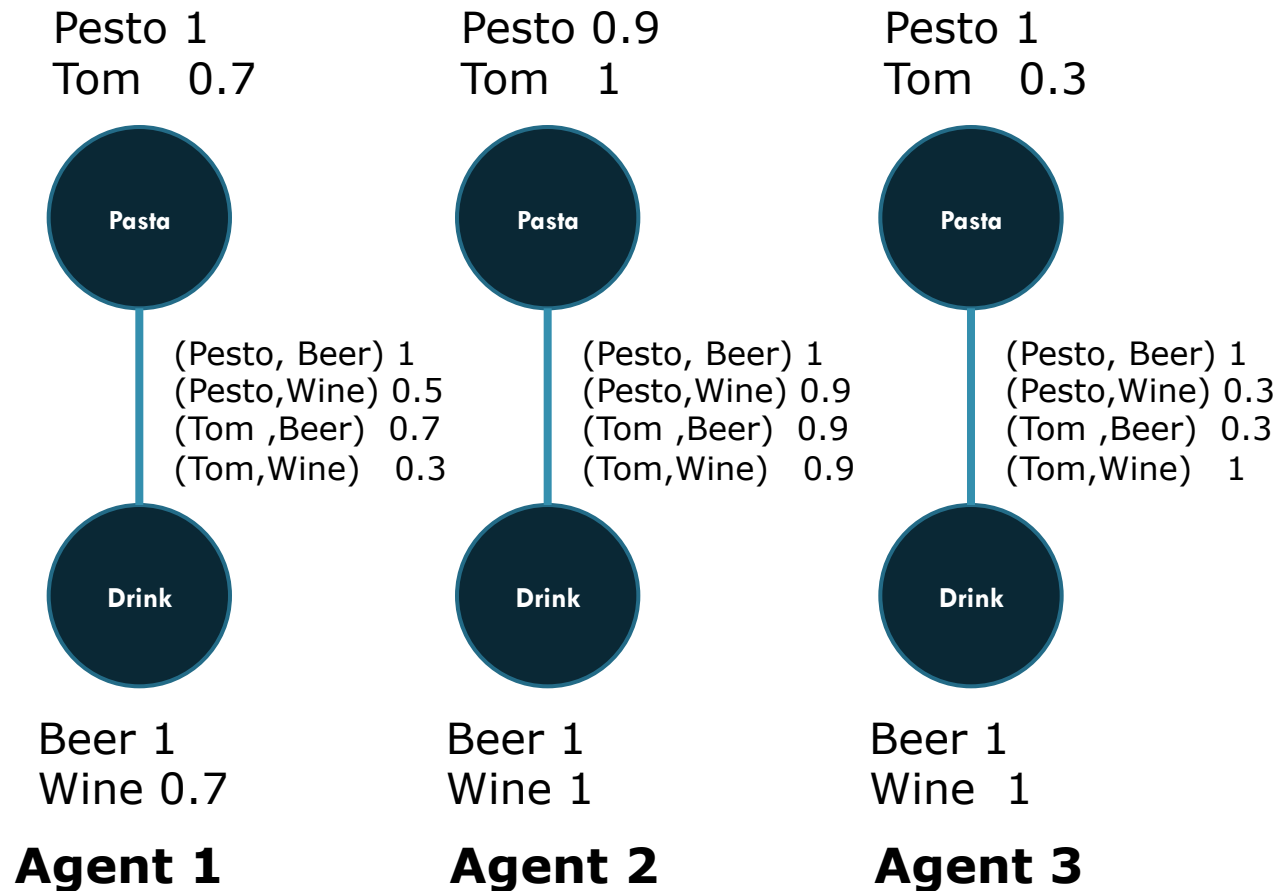 Pesto 1
Tom 0.7
Pasta
(Pesto, Beer) 1
(Pesto,Wine) 0.5
(Tom ,Beer) 0.7
(Tom,Wine) 0.3
Drink
Beer 1
Wine 0.7
Agent 1
Pesto 0.9
Tom 1
Pasta
(Pesto, Beer) 1
(Pesto,Wine) 0.9
(Tom ,Beer) 0.9
(Tom,Wine) 0.9
Drink
Beer 1
Wine 1
Agent 2
Pesto 1
Tom 0.3
Pasta
(Pesto, Beer) 1
(Pesto,Wine) 0.3
(Tom ,Beer) 0.3
(Tom,Wine) 1
Drink
Beer 1
Wine 1
Agent 3